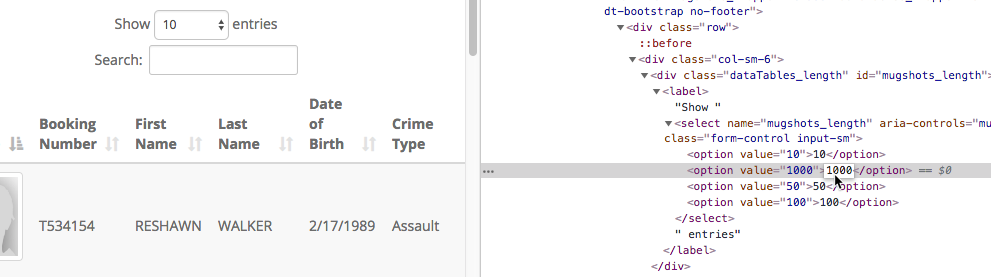 Show 10 entries
Search:
Booking Number
First Name
Last Name
Date of Birth
Crime Type
T534154 RESHAWN WALKER 2/17/1989 Assault
dt-bootstrap no-footer">
▼<div class="row">
::before
▼<div class="col-sm-6">
▼<div class="dataTables_length" id="mugshots_length">
▼<label>
"Show "
▼<select name="mugshots_length" aria-controls="mu
class="form-control input-sm">
<option value="10">10</option>
… <option value="1000">1000</option> == $0
<option value="50">50</option>
<option value="100">100</option>
</select>
" entries"
</label>
</div>